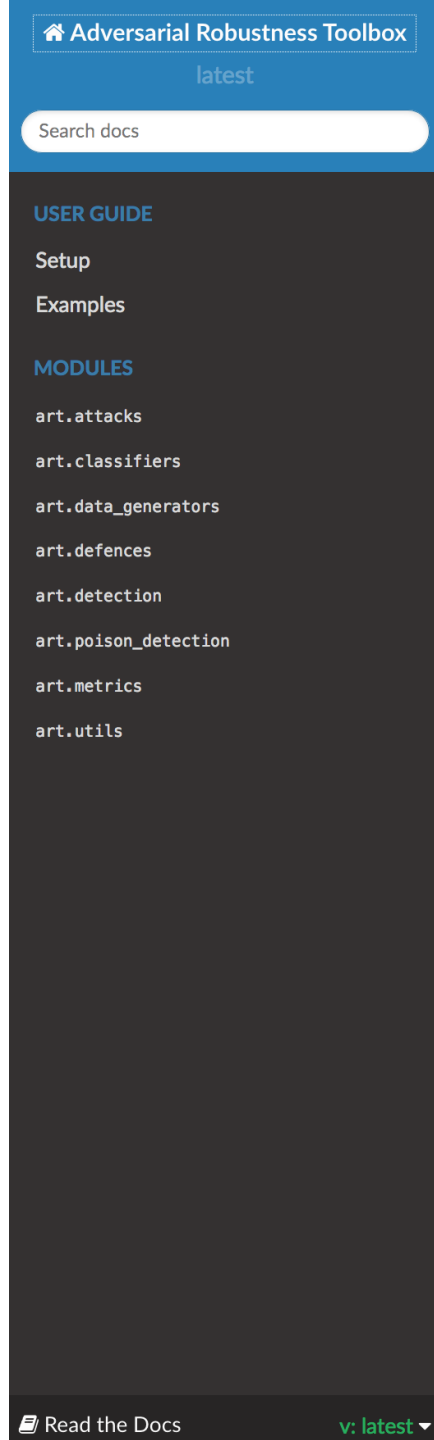 Adversarial Robustness Toolbox
latest
Search docs
USER GUIDE
Setup
Examples
MODULES
art.attacks
art.classifiers
art.data_generators
art.defences
art.detection
art.poison_detection
art.metrics
art.utils
Read the Docs v: latest